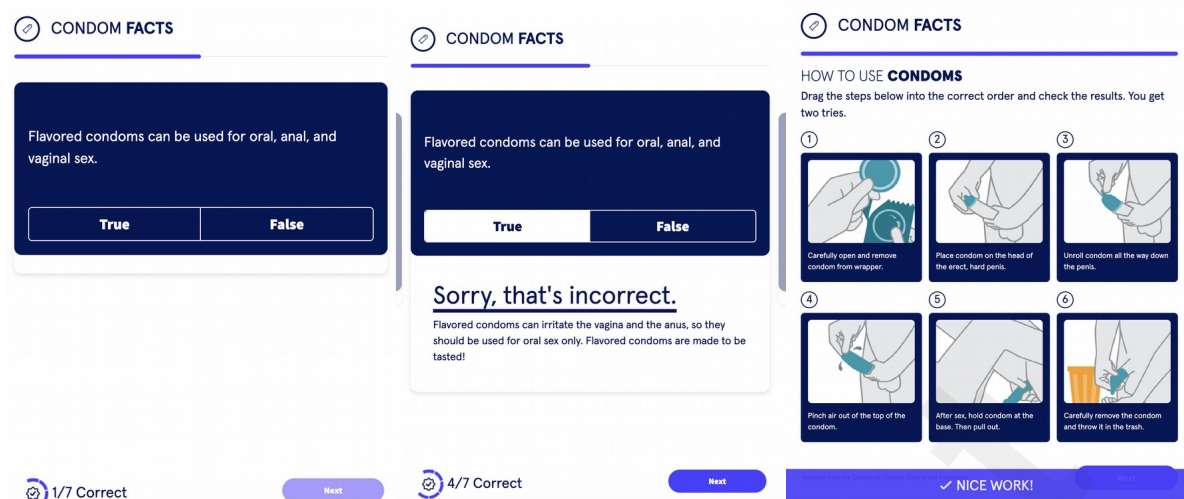 CONDOM FACTS
Flavored condoms can be used for oral, anal, and
vaginal sex.
True
False
1/7 Correct
Next
CONDOM FACTS
Flavored condoms can be used for oral, anal, and
vaginal sex.
True
False
Sorry, that's incorrect.
Flavored condoms can irritate the vagina and the anus, so they
should be used for oral sex only. Flavored condoms are made to be
tasted!
4/7 Correct
Next
CONDOM FACTS
HOW TO USE CONDOMS
Drag the steps below into the correct order and check the results. You get
two tries.
1
Carefully open and remove
condom from wrapper.
2
Place condom on the head of
the erect, hard penis.
3
Unroll condom all the way down
the penis.
4
Pinch air out of the top of the
condom.
5
After sex, hold condom at the
base. Then pull out.
6
Carefully remove the condom
and throw it in the trash.
Next
✓ NICE WORK!